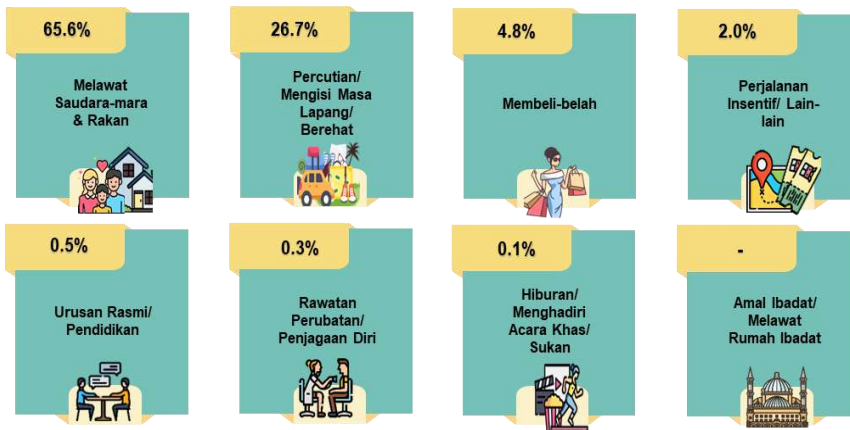 65.6%
Melawat
Saudara-mara
& Rakan
26.7%
Percutian/
Mengisi Masa
Lapang/
Berehat
4.8%
Membeli-belah
2.0%
Perjalanan
Insentif/ Lain-
lain
0.5%
Urusan Rasmi/
Pendidikan
0.3%
Rawatan
Perubatan/
Penjagaan Diri
0.1%
Hiburan/
Menghadiri
Acara Khas/
Sukan
-
Amal Ibadat/
Melawat
Rumah Ibadat